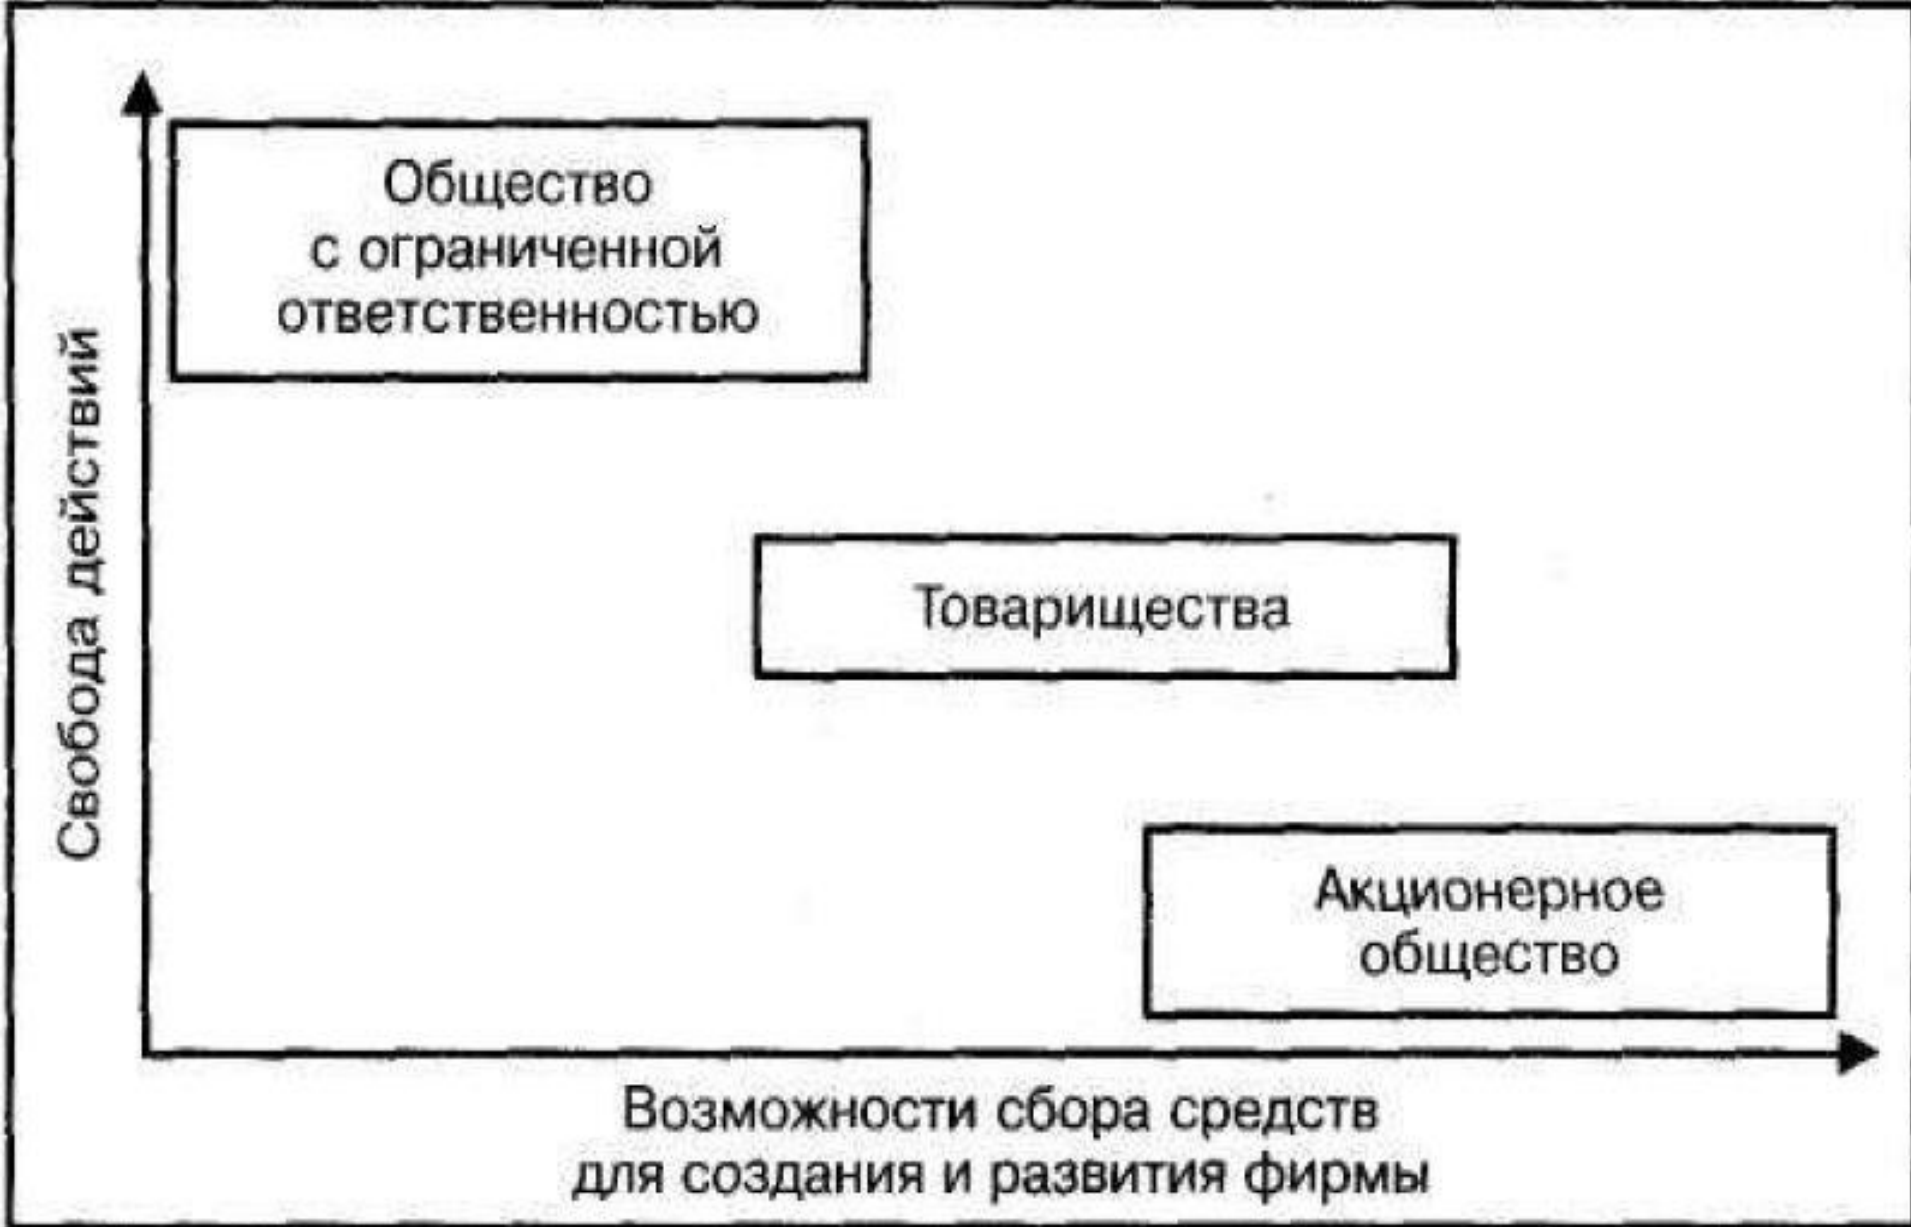 Свобода действий
Общество
с ограниченной
ответственностью
Товарищества
Акционерное
общество
Возможности сбора средств
для создания и развития фирмы